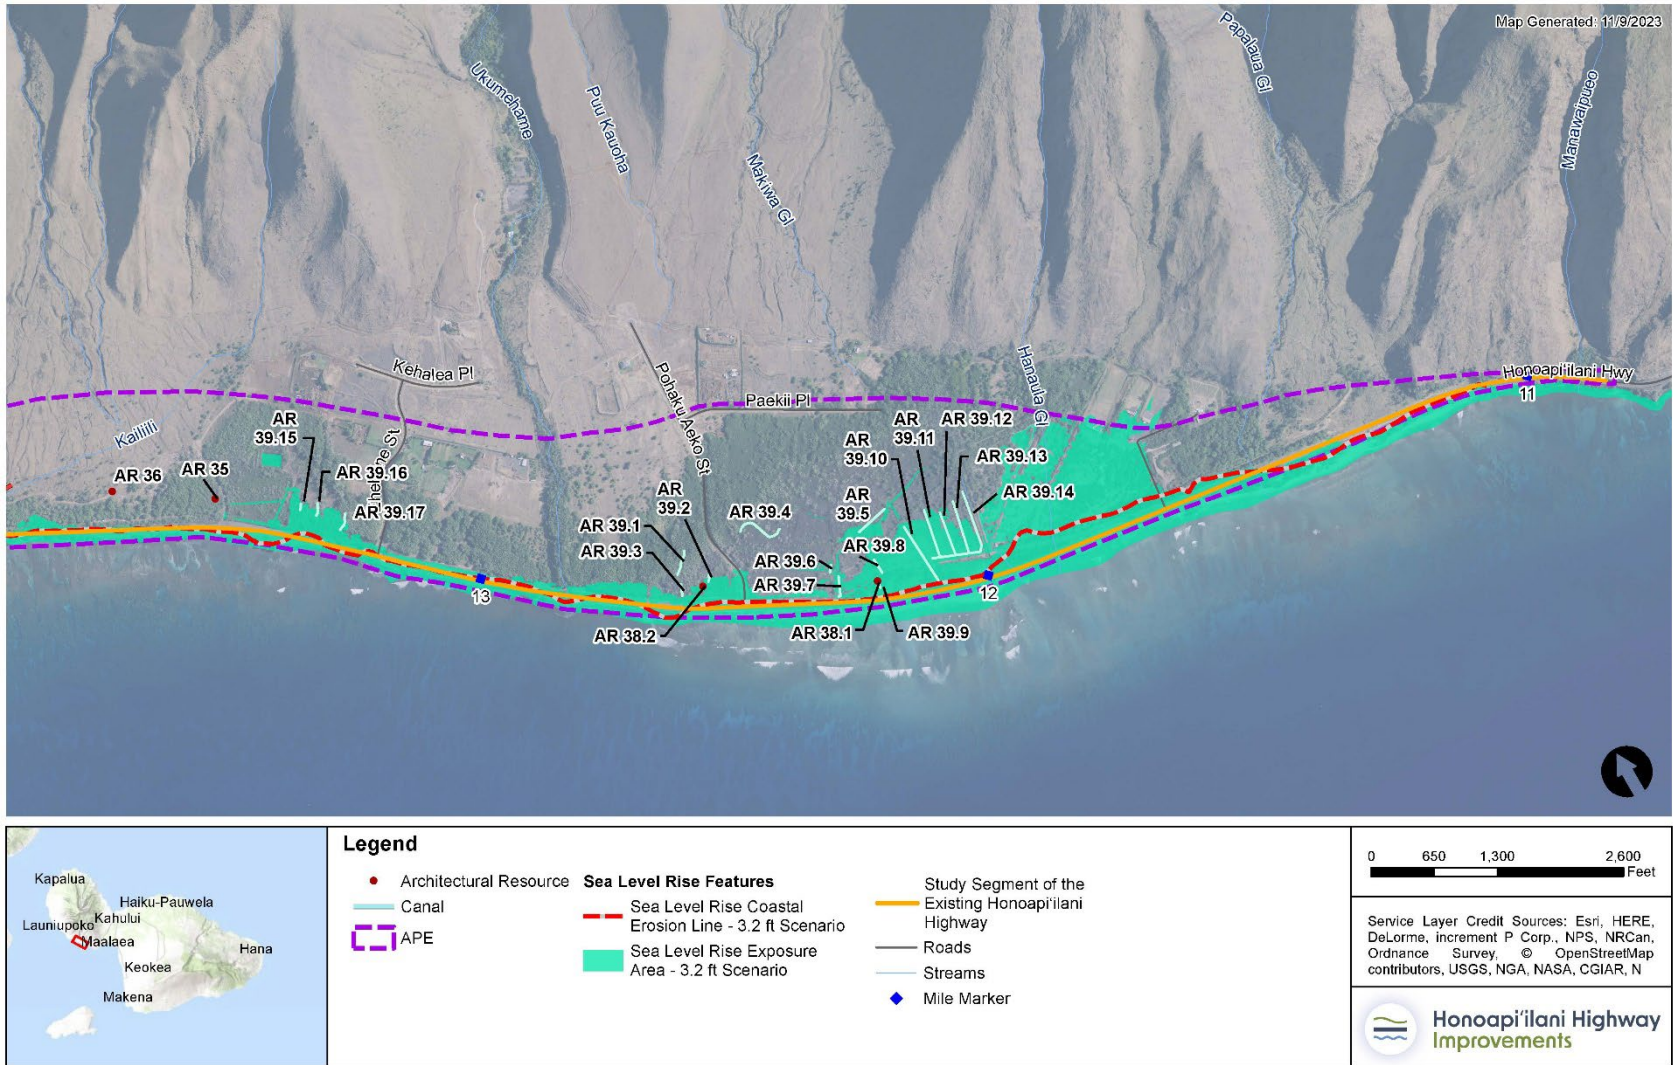 Map Generated: 11/9/2023
Papalaua Gl
Manawaipueo
Ukumehame
Puu Kauoha
Makiwa Gl
Hanaula Gl
Honoapi'ilani Hwy
11
Kehalea Pl
Pohaku Aeko St
Paekii Pl
Kailiili
AR
39.15
AR 36
AR 35
AR 39.16
AR 39.17
AR
39.2
AR 39.1
AR 39.3
AR 39.4
AR
39.5
AR
39.10
AR
39.11
AR 39.12
AR 39.13
AR 39.14
AR 39.6
AR 39.7
AR 39.8
13
12
AR 38.2
AR 38.1
AR 39.9
Kapalua
Haiku-Pauwela
Launiupoko
Kahului
Maalaea
Hana
Keokea
Makena
Legend
Architectural Resource
Canal
APE
Sea Level Rise Features
Sea Level Rise Coastal
Erosion Line - 3.2 ft Scenario
Sea Level Rise Exposure
Area - 3.2 ft Scenario
Study Segment of the
Existing Honoapi'ilani
Highway
Roads
Streams
Mile Marker
0 650 1,300 2,600
Feet
Service Layer Credit Sources: Esri, HERE,
DeLorme, increment P Corp., NPS, NRCan,
Ordnance Survey, © OpenStreetMap
contributors, USGS, NGA, NASA, CGIAR, N
Honoapi'ilani Highway
Improvements